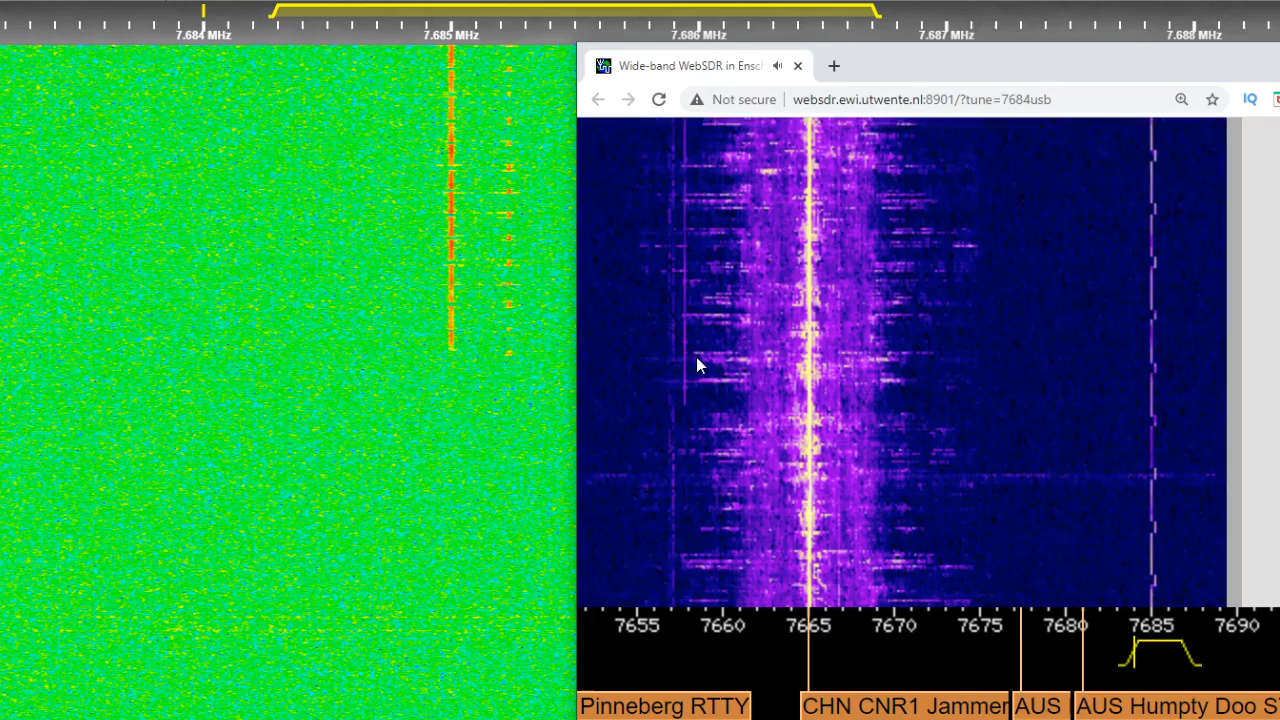 7.684 MHz 7.685 MHz 7.686 MHz 7.687 MHz 7.688 MHz
Wide-band WebSDR in Ensc
Not secure websdr.ewi.utwente.nl:8901/?tune=7684usb IQ
7655 7660 7665 7670 7675 7680 7685 7690
Pinneberg RTTY CHN CNR1 Jammer AUS AUS Humpty Doo S